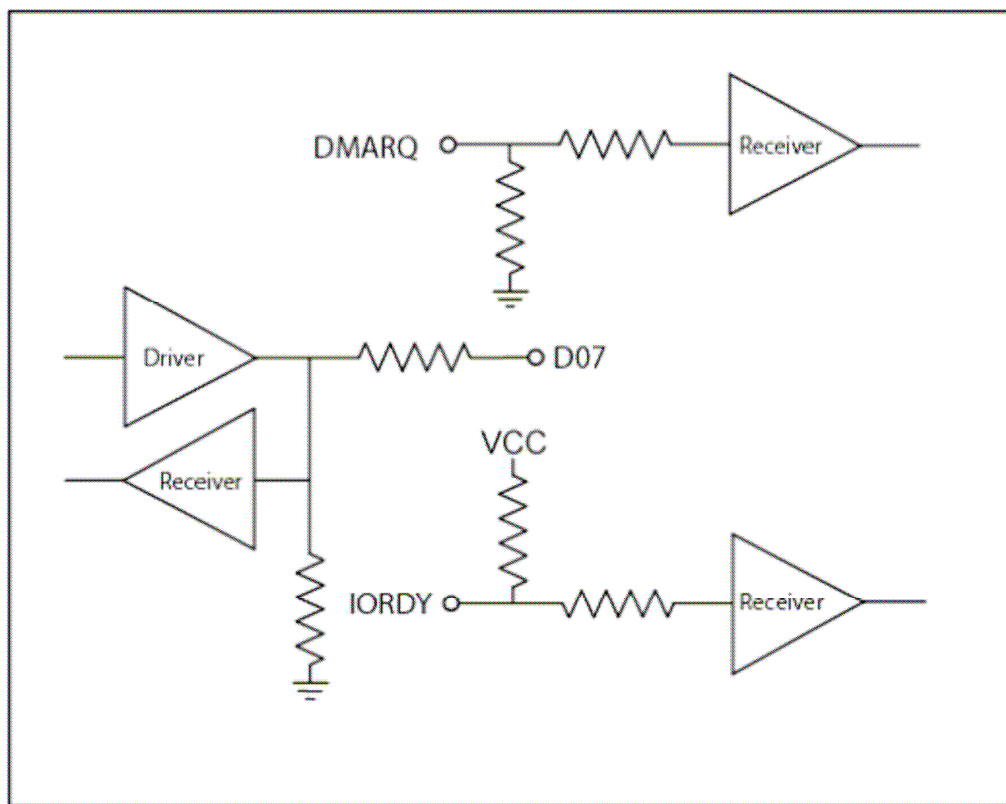 DMARQ
Receiver
Driver
D07
Receiver
VCC
IORDY
Receiver